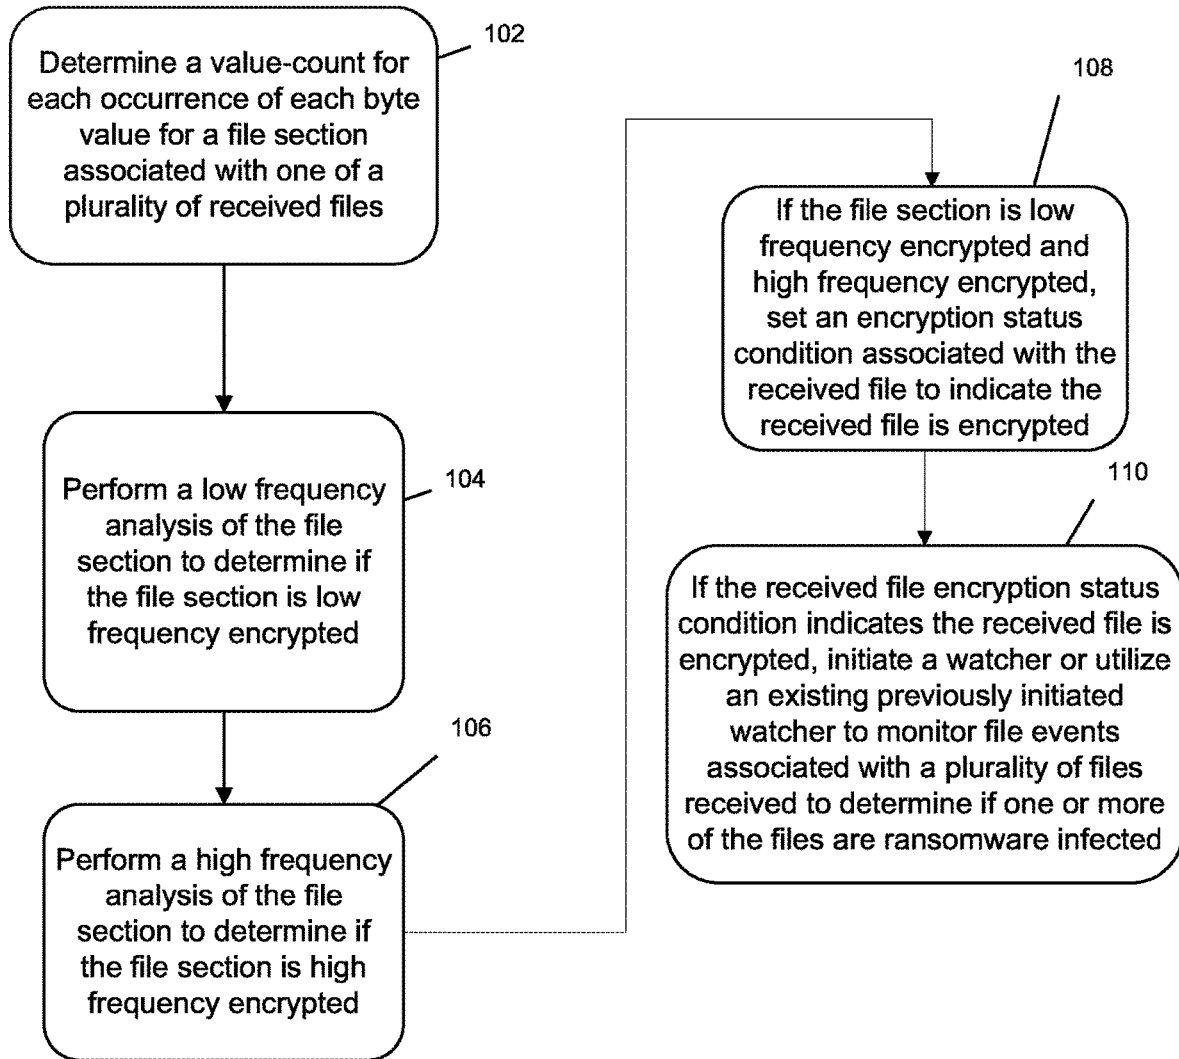 102
Determine a value-count for
each occurrence of each byte
value for a file section
associated with one of a
plurality of received files
104
Perform a low frequency
analysis of the file
section to determine if
the file section is low
frequency encrypted
106
Perform a high frequency
analysis of the file
section to determine if
the file section is high
frequency encrypted
108
If the file section is low
frequency encrypted and
high frequency encrypted,
set an encryption status
condition associated with the
received file to indicate the
received file is encrypted
110
If the received file encryption status
condition indicates the received file is
encrypted, initiate a watcher or utilize
an existing previously initiated
watcher to monitor file events
associated with a plurality of files
received to determine if one or more
of the files are ransomware infected